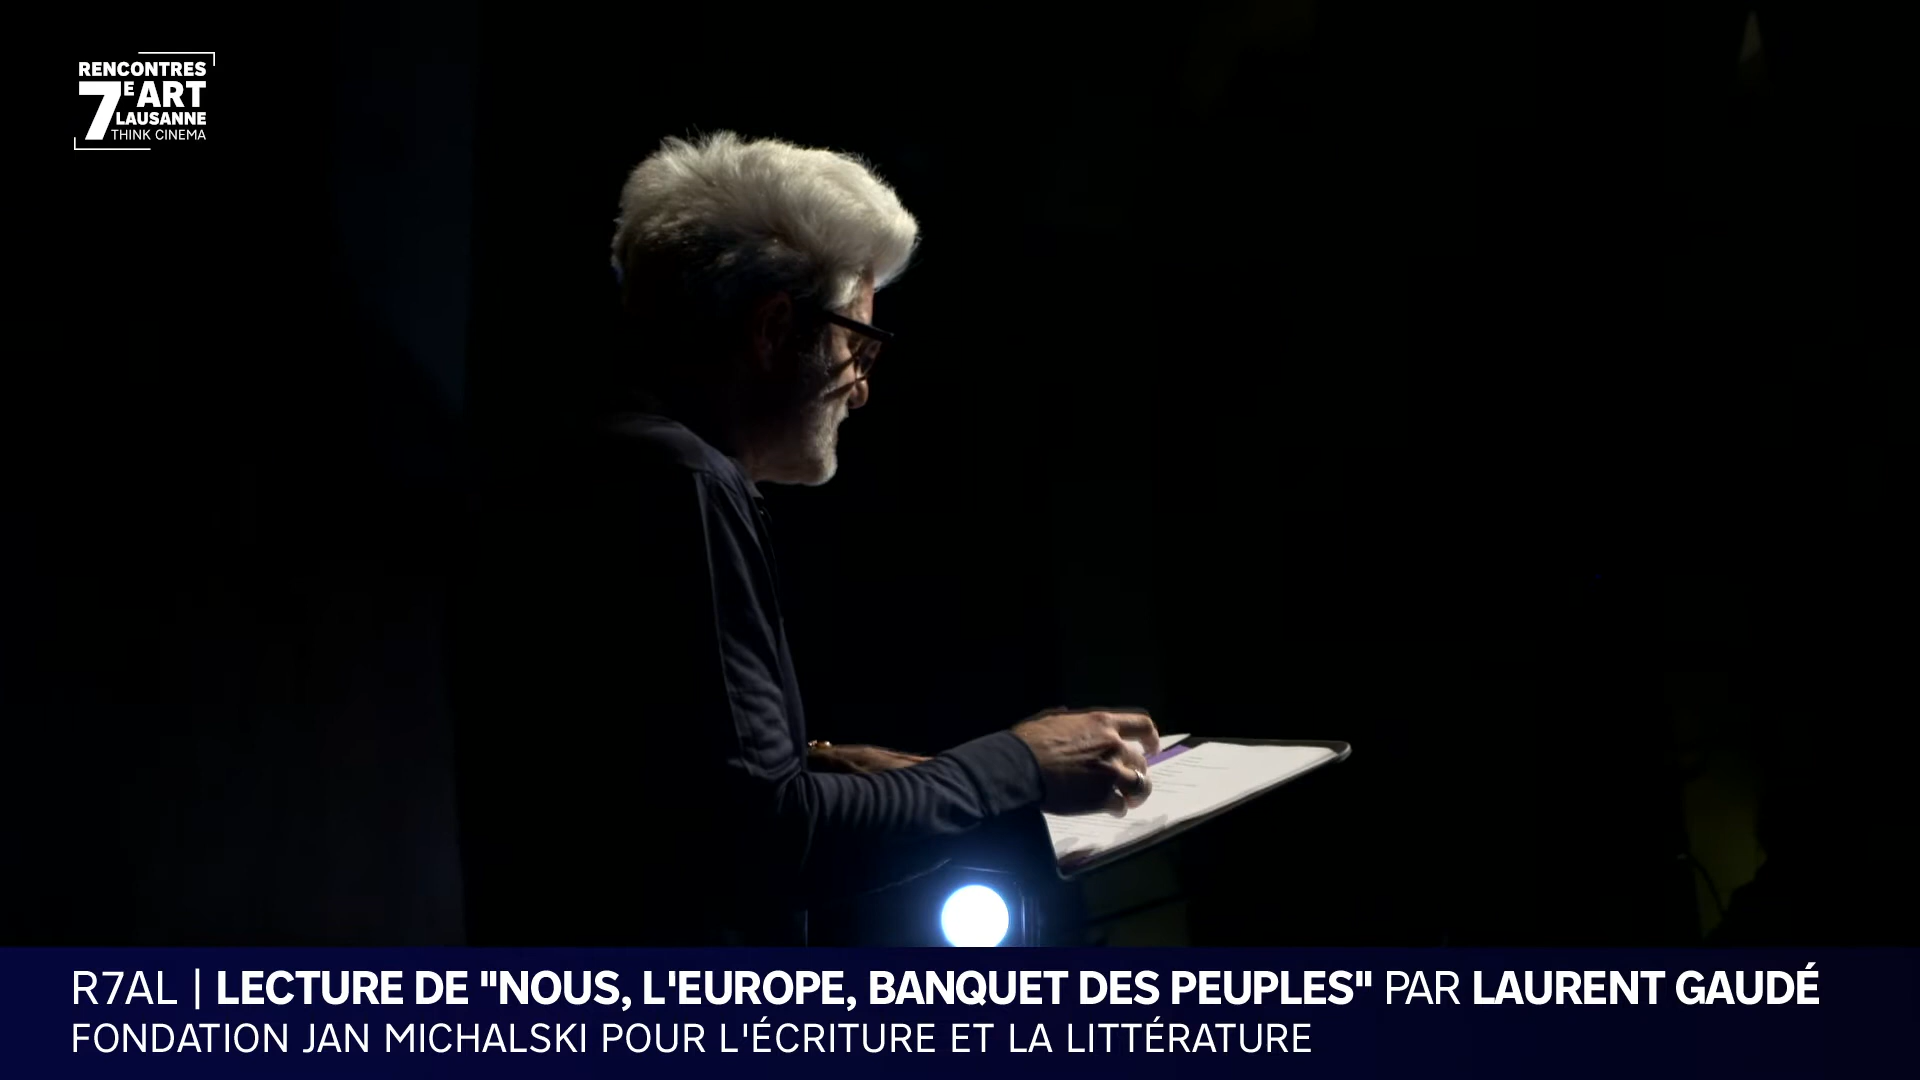 RENCONTRES
7E ART
LAUSANNE
THINK CINEMA
R7AL | LECTURE DE "NOUS, L'EUROPE, BANQUET DES PEUPLES" PAR LAURENT GAUDÉ
FONDATION JAN MICHALSKI POUR L'ÉCRITURE ET LA LITTÉRATURE